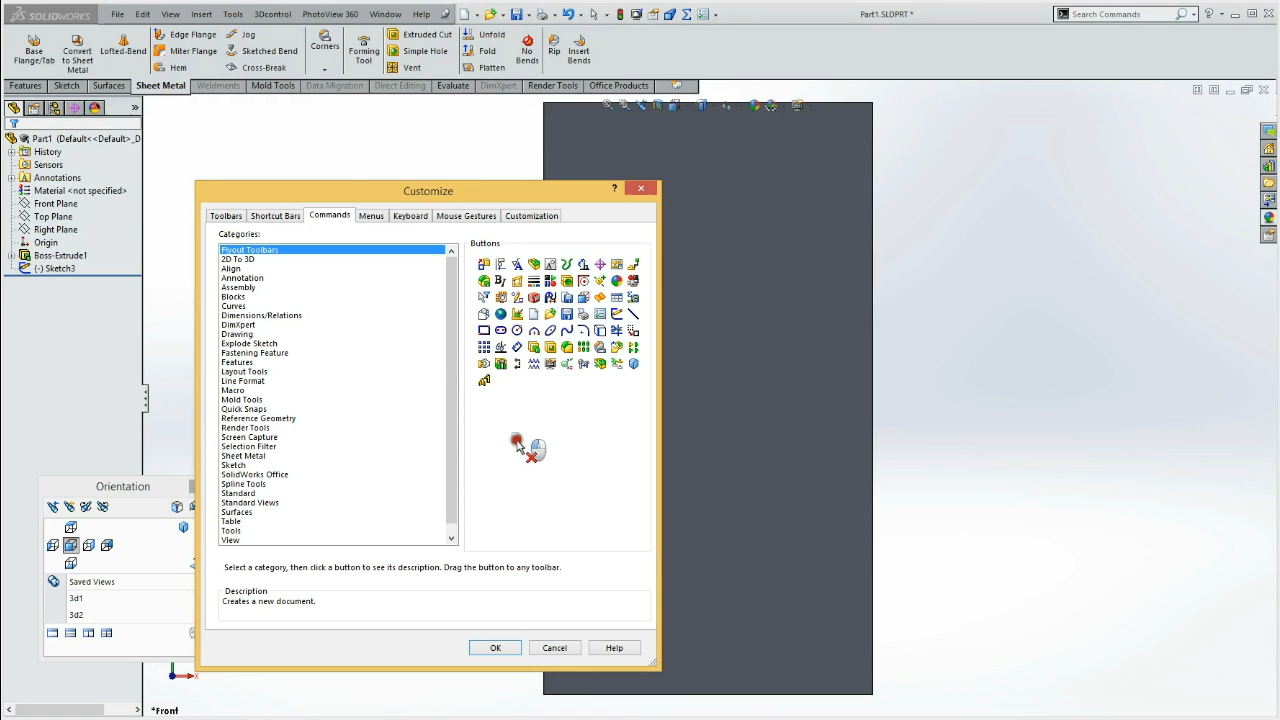 SOLIDWORKS File Edit View Insert Tools 3Dcontrol PhotoView 360 Window Help Part1.SLDPRT * Search Commands
Base Flange/Tab
Convert to Sheet Metal
Lofted-Bend
Edge Flange
Miter Flange
Hem
Jog
Sketched Bend
Cross-Break
Corners
Forming Tool
Extruded Cut
Simple Hole
Vent
Unfold
Fold
Flatten
No Bends
Rip
Insert Bends
Features Sketch Surfaces Sheet Metal Weldments Mold Tools Data Migration Direct Editing Evaluate DimXpert Render Tools Office Products
Part1 (Default<<Default>_D
History
Sensors
Annotations
Material <not specified>
Front Plane
Top Plane
Right Plane
Origin
Boss-Extrude1
(-) Sketch3
Customize
Toolbars Shortcut Bars Commands Menus Keyboard Mouse Gestures Customization
Categories:
Flyout Toolbars
2D To 3D
Align
Annotation
Assembly
Blocks
Curves
Dimensions/Relations
DimXpert
Drawing
Explode Sketch
Fastening Feature
Features
Layout Tools
Line Format
Macro
Mold Tools
Quick Snaps
Reference Geometry
Render Tools
Screen Capture
Selection Filter
Sheet Metal
Sketch
SolidWorks Office
Spline Tools
Standard
Standard Views
Surfaces
Table
Tools
View
Buttons
Select a category, then click a button to see its description. Drag the button to any toolbar.
Description
Creates a new document.
OK Cancel Help
Orientation
Saved Views
3d1
3d2
X
*Front